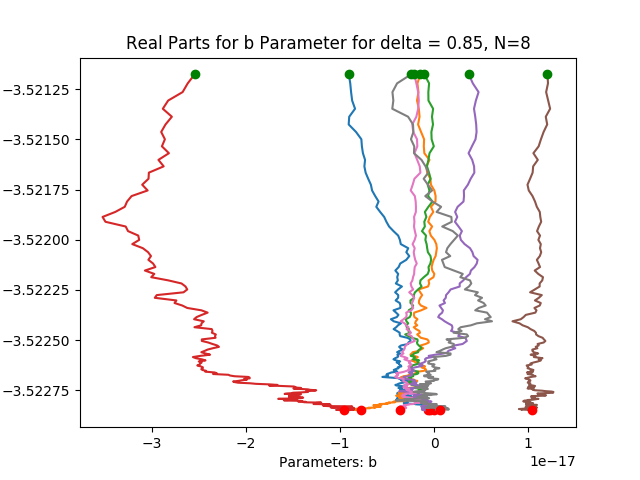 Real Parts for b Parameter for delta = 0.85, N=8
−3.52125
−3.52150
−3.52175
−3.52200
−3.52225
−3.52250
−3.52275
−3 −2 −1 0 1
Parameters: b 1e−17